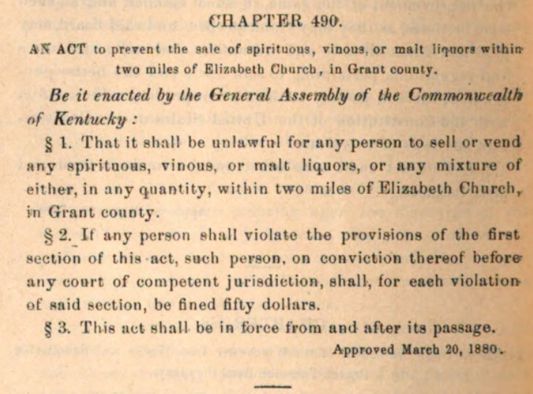 CHAPTER 490.
AN ACT to prevent the sale of spirituous, vinous, or malt liquors within
two miles of Elizabeth Church, in Grant county.
Be it enacted by the General Assembly of the Commonwealth
of Kentucky:
§ 1. That it shall be unlawful for any person to sell or vend
any spirituous, vinous, or malt liquors, or any mixture of
either, in any quantity, within two miles of Elizabeth Church,
in Grant county.
§ 2. If any person shall violate the provisions of the first
section of this act, such person, on conviction thereof before
any court of competent jurisdiction, shall, for each violation
of said section, be fined fifty dollars.
§ 3. This act shall be in force from and after its passage.
Approved March 20, 1880.